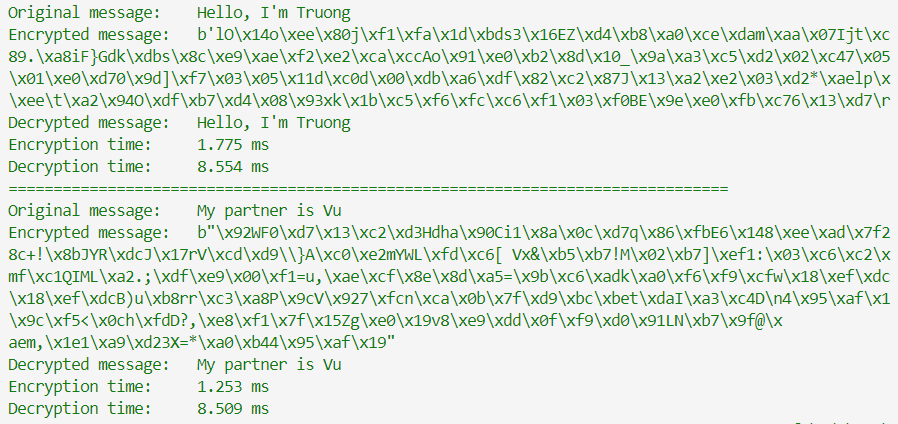 Original message:    Hello, I'm Truong
Encrypted message:   b'lO\x14o\xee\x80j\xf1\xfa\x1d\xbds3\x16EZ\xd4\xb8\xa0\xce\xdam\xaa\x07Ijt\xc
89.\xa81F}Gdk\xdbs\x8c\xe9\xae\xf2\xe2\xca\xccAo\x91\xe0\xb2\x8d\x10_\x9a\xa3\xc5\xd2\x02\xc47\x05
\x01\xe0\xd70\x9d]\xf7\x03\x05\x11d\xc0d\x00\xdb\xa6\xdf\x82\xc2\x87J\x13\xa2\xe2\x03\xd2*\xaelp\x
\xee\t\xa2\x94O\xdf\xb7\xd4\x08\x93xk\x1b\xc5\xf6\xfc\xc6\xf1\x03\xf0BE\x9e\xe0\xfb\xc76\x13\xd7\r
Decrypted message:   Hello, I'm Truong
Encryption time:     1.775 ms
Decryption time:     8.554 ms
================================================================================
Original message:    My partner is Vu
Encrypted message:   b"\x92WF0\xd7\x13\xc2\xd3Hdha\x90Ci1\x8a\x0c\xd7q\x86\xfbE6\x148\xee\xad\x7f2
8c+!\x8bJYR\xdcJ\x17rV\xcd\xd9\\}A\xc0\xe2mYWL\xfd\xc6[ Vx&\xb5\xb7!M\x02\xb7]\xef1:\x03\xc6\xc2\x
mf\xc1QIML\xa2.;\xdf\xe9\x00\xf1=u,\xae\xcf\x8e\x8d\xa5=\x9b\xc6\xadk\xa0\xf6\xf9\xcfw\x18\xef\xdc
\x18\xef\xdcB)u\xb8rr\xc3\xa8P\x9cV\x927\xfcn\xca\x0b\x7f\xd9\xbc\xbet\xdaI\xa3\xc4D\n4\x95\xaf\x1
\x9c\xf5<\x0ch\xfdD?,\xe8\xf1\x7f\x15Zg\xe0\x19v8\xe9\xdd\x0f\xf9\xd0\x91LN\xb7\x9f@\x
aem,\x1e1\xa9\xd23X=*\xa0\xb44\x95\xaf\x19"
Decrypted message:   My partner is Vu
Encryption time:     1.253 ms
Decryption time:     8.509 ms